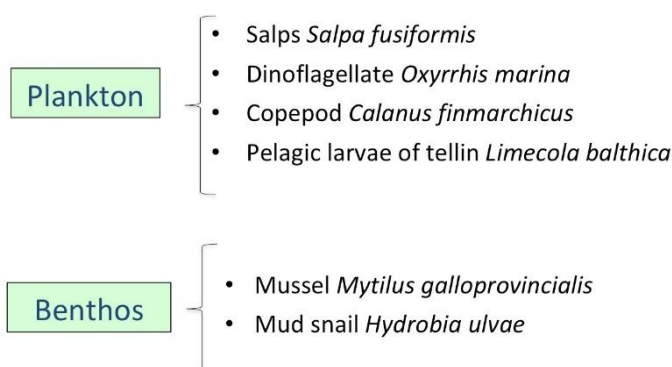 Plankton
• Salps Salpa fusiformis
• Dinoflagellate Oxyrrhis marina
• Copepod Calanus finmarchicus
• Pelagic larvae of tellin Limecola balthica
Benthos
• Mussel Mytilus galloprovincialis
• Mud snail Hydrobia ulvae